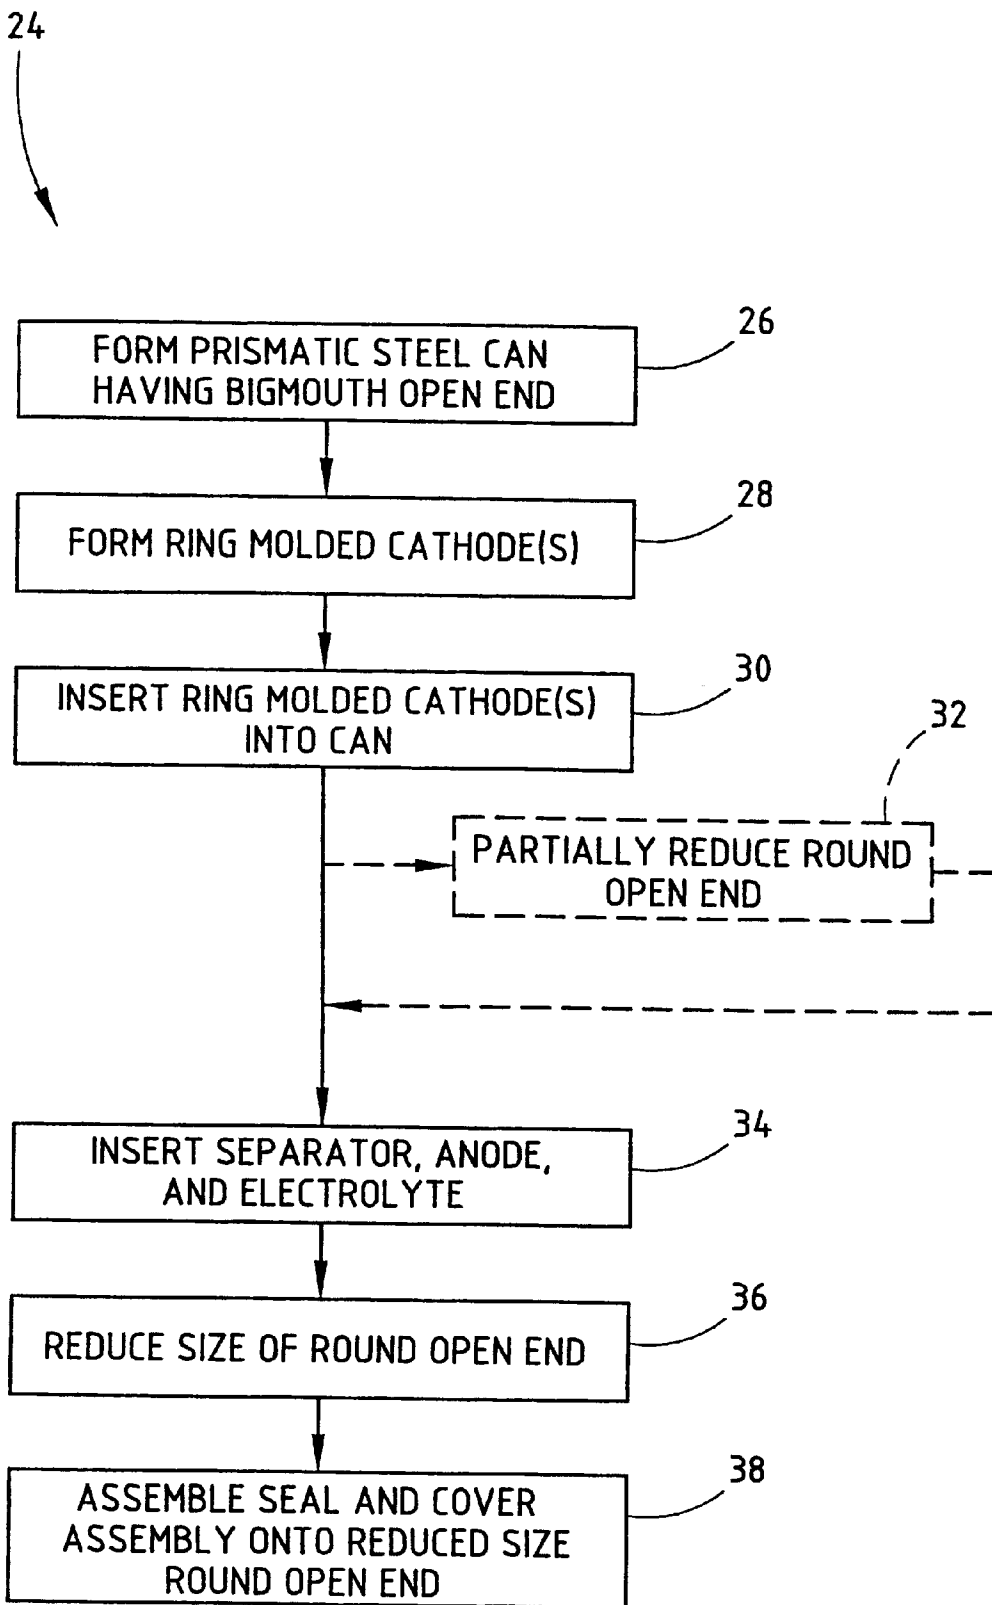 24
FORM PRISMATIC STEEL CAN
HAVING BIGMOUTH OPEN END
26
FORM RING MOLDED CATHODE(S)
28
INSERT RING MOLDED CATHODE(S)
INTO CAN
30
PARTIALLY REDUCE ROUND
OPEN END
32
INSERT SEPARATOR, ANODE,
AND ELECTROLYTE
34
REDUCE SIZE OF ROUND OPEN END
36
ASSEMBLE SEAL AND COVER
ASSEMBLY ONTO REDUCED SIZE
ROUND OPEN END
38